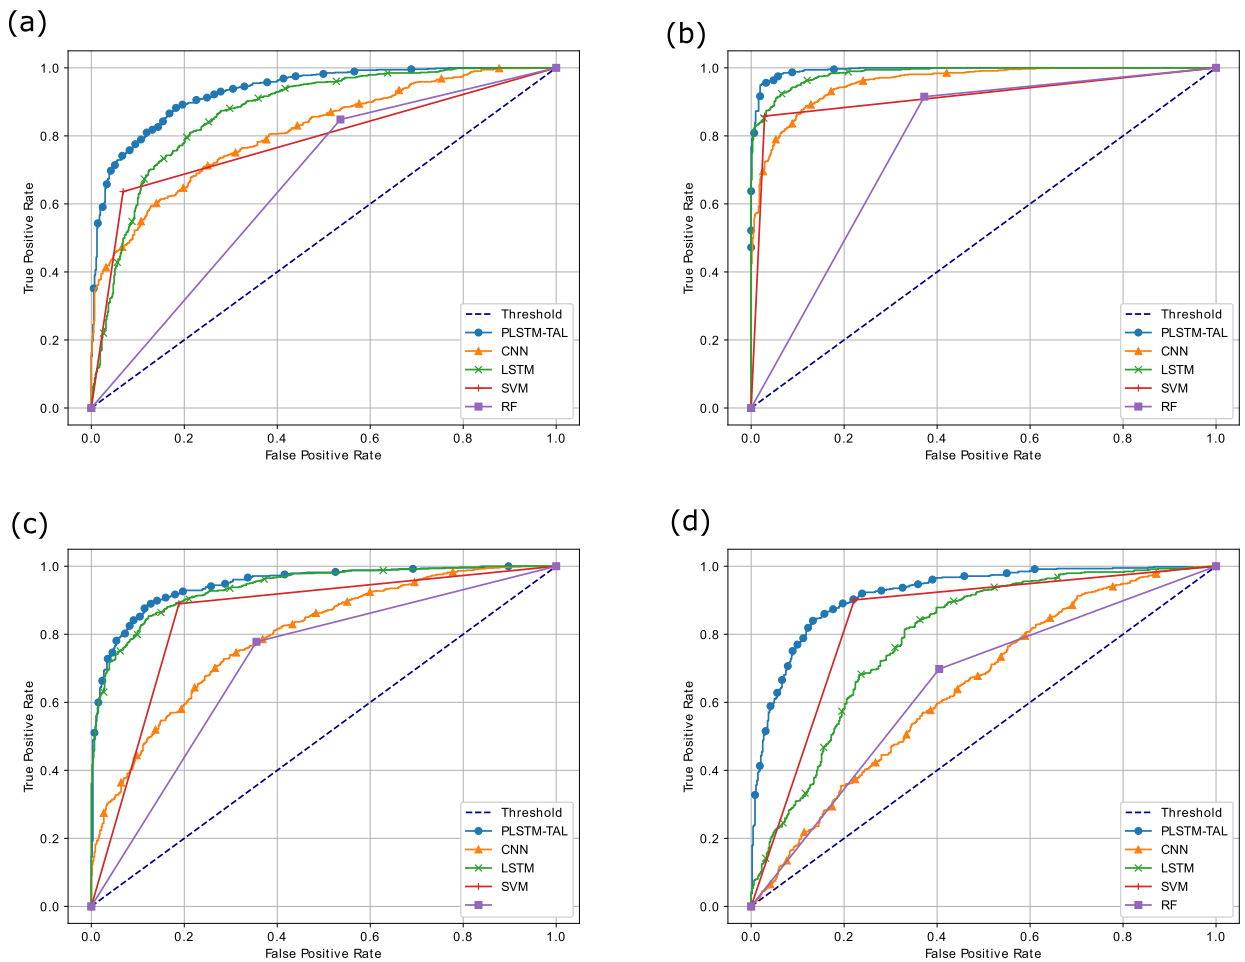 (a)
1.0
0.8
0.6
0.4
0.2
0.0
True Positive Rate
0.0 0.2 0.4 0.6 0.8 1.0
False Positive Rate
Threshold
PLSTM-TAL
CNN
LSTM
SVM
RF
(b)
1.0
0.8
0.6
0.4
0.2
0.0
True Positive Rate
0.0 0.2 0.4 0.6 0.8 1.0
False Positive Rate
Threshold
PLSTM-TAL
CNN
LSTM
SVM
RF
(c)
1.0
0.8
0.6
0.4
0.2
0.0
True Positive Rate
0.0 0.2 0.4 0.6 0.8 1.0
False Positive Rate
Threshold
PLSTM-TAL
CNN
LSTM
SVM
(d)
1.0
0.8
0.6
0.4
0.2
0.0
True Positive Rate
0.0 0.2 0.4 0.6 0.8 1.0
False Positive Rate
Threshold
PLSTM-TAL
CNN
LSTM
SVM
RF